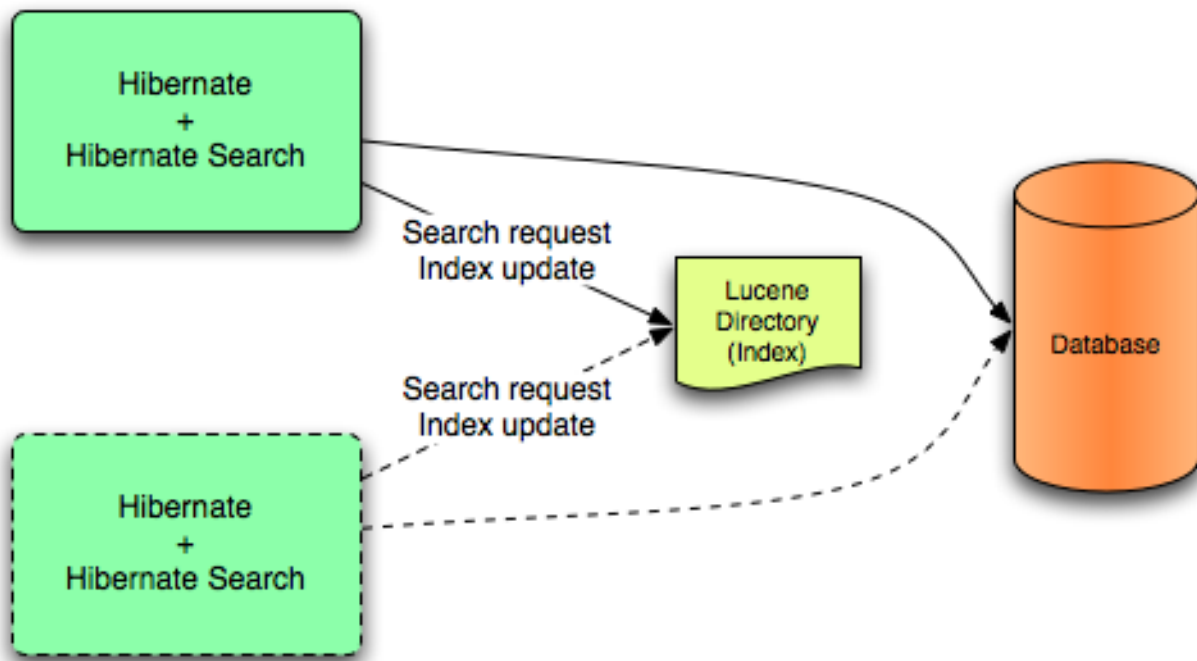 Hibernate
+
Hibernate Search
Search request
Index update
Lucene
Directory
(Index)
Database
Search request
Index update
Hibernate
+
Hibernate Search